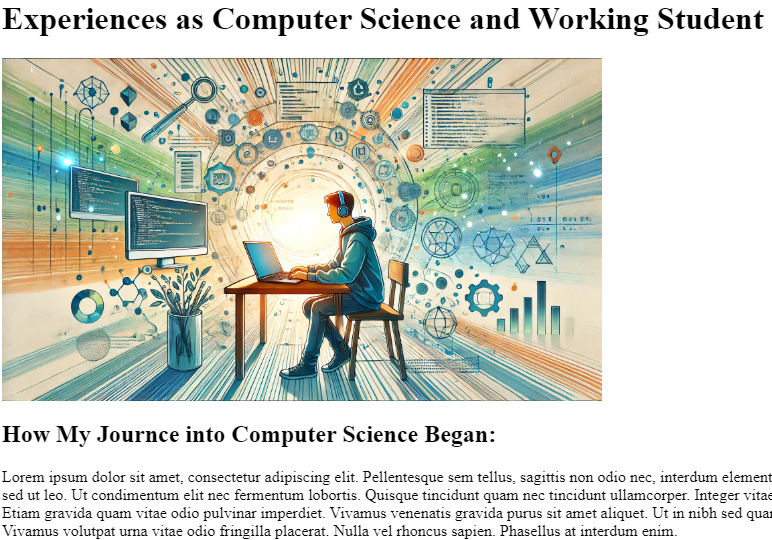 Experiences as Computer Science and Working Student
How My Journce into Computer Science Began:
Lorem ipsum dolor sit amet, consectetur adipiscing elit. Pellentesque sem tellus, sagittis non odio nec, interdum element
sed ut leo. Ut condimentum elit nec fermentum lobortis. Quisque tincidunt quam nec tincidunt ullamcorper. Integer vitae
Etiam gravida quam vitae odio pulvinar imperdiet. Vivamus venenatis gravida purus sit amet aliquet. Ut in nibh sed quar
Vivamus volutpat urna vitae odio fringilla placerat. Nulla vel rhoncus sapien. Phasellus at interdum enim.